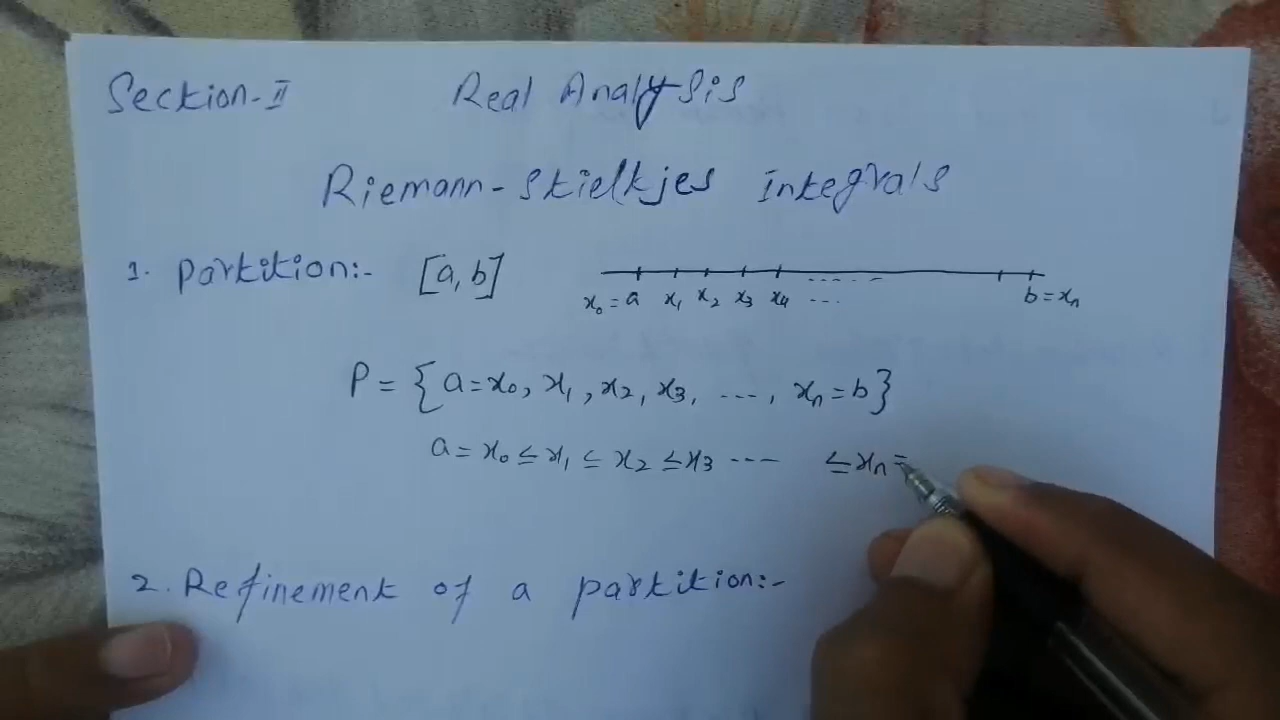 Section-II Real Analysis
Riemann-Stieltjes Integrals
1. partition:- [a, b]
x₀ = a x₁ x₂ x₃ x₄ ..... b = xₙ
P = { a = x₀, x₁, x₂, x₃, ---, xₙ = b }
a = x₀ ≤ x₁ ≤ x₂ ≤ x₃ --- ≤ xₙ =
2. Refinement of a partition:-